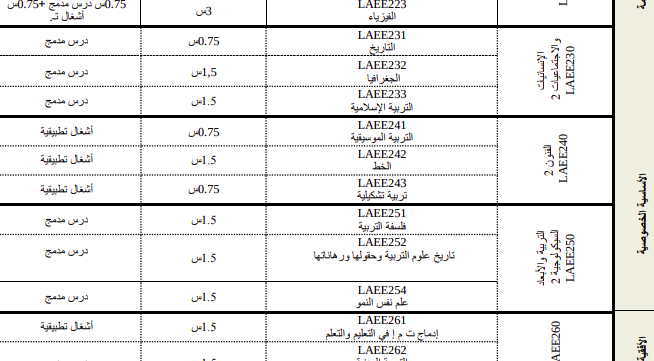 LAEE223
الفيزياء
3س
0.75س درس مدمج +0.75س
أشغال تـ
LAEE230
الإنسانيات
والاجتماعيات 2
LAEE231
التاريخ
0.75س
درس مدمج
LAEE232
الجغرافيا
1,5س
درس مدمج
LAEE233
التربية الإسلامية
1.5س
درس مدمج
LAEE240
الفنون 2
LAEE241
التربية الموسيقية
0.75س
أشغال تطبيقية
LAEE242
الخط
1.5س
أشغال تطبيقية
LAEE243
تربية تشكيلية
0.75س
أشغال تطبيقية
الأساسية الخصوصية
LAEE250
التربية والأبعاد
السيكولوجية 2
LAEE251
فلسفة التربية
1.5س
درس مدمج
LAEE252
تاريخ علوم التربية وحقولها ورهاناتها
1.5س
درس مدمج
LAEE254
علم نفس النمو
1.5س
درس مدمج
الأفقية
LAEE260
LAEE261
إدماج ت م إ في التعليم والتعلم
1.5س
أشغال تطبيقية
LAEE262